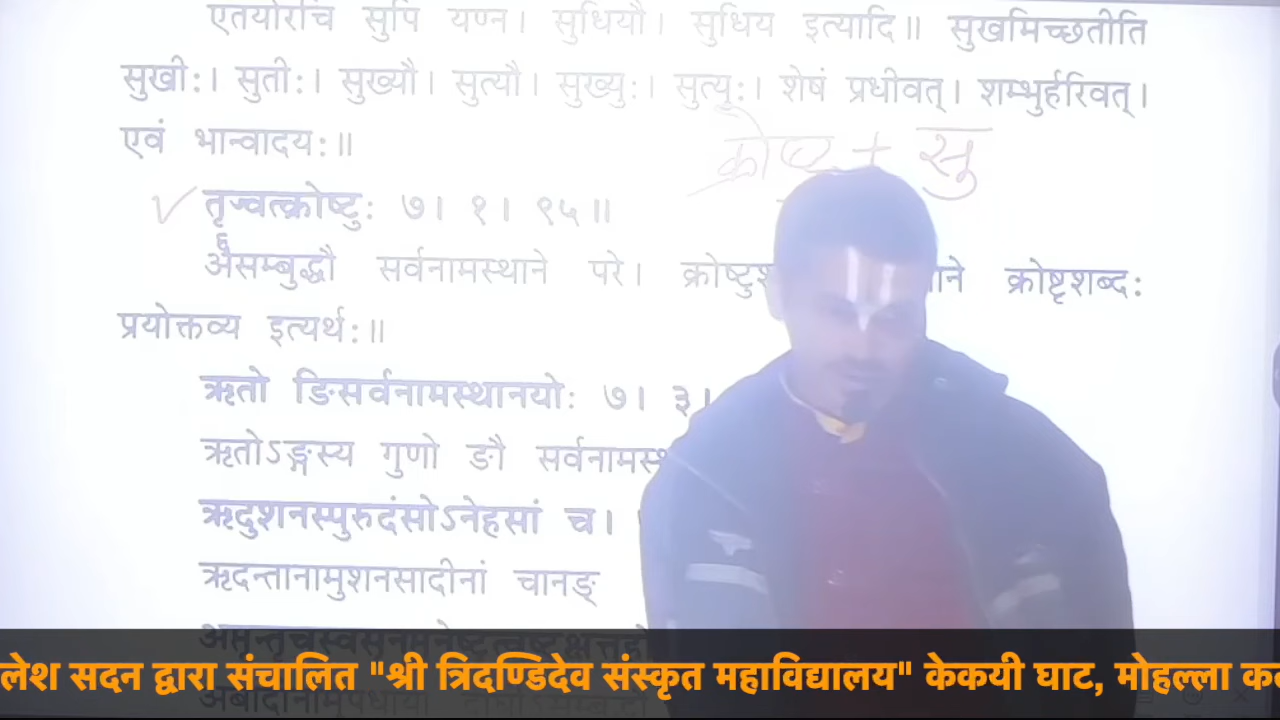 एतयोरचि सुपि यण्न। सुधियौ। सुधिय इत्यादि॥ सुखमिच्छतीति
सुखीः। सुतीः। सुख्यौ। सुत्यौ। सुख्युः। सुत्युः। शेषं प्रधीवत्। शम्भुर्हरिवत्।
एवं भान्वादयः॥
क्रोष्टु + सु
तृज्वत्क्रोष्टुः ७। १। ९५॥
असम्बुद्धौ सर्वनामस्थाने परे। क्रोष्टुश ाने क्रोष्टृशब्दः
प्रयोक्तव्य इत्यर्थः॥
ऋतो ङिसर्वनामस्थानयोः ७। ३।
ऋतोऽङ्गस्य गुणो ङौ सर्वनामस्थ
ऋदुशनस्पुरुदंसोऽनेहसां च।
ऋदन्तानामुशनसादीनां चानङ्
लेश सदन द्वारा संचालित "श्री त्रिदण्डिदेव संस्कृत महाविद्यालय" केकयी घाट, मोहल्ला